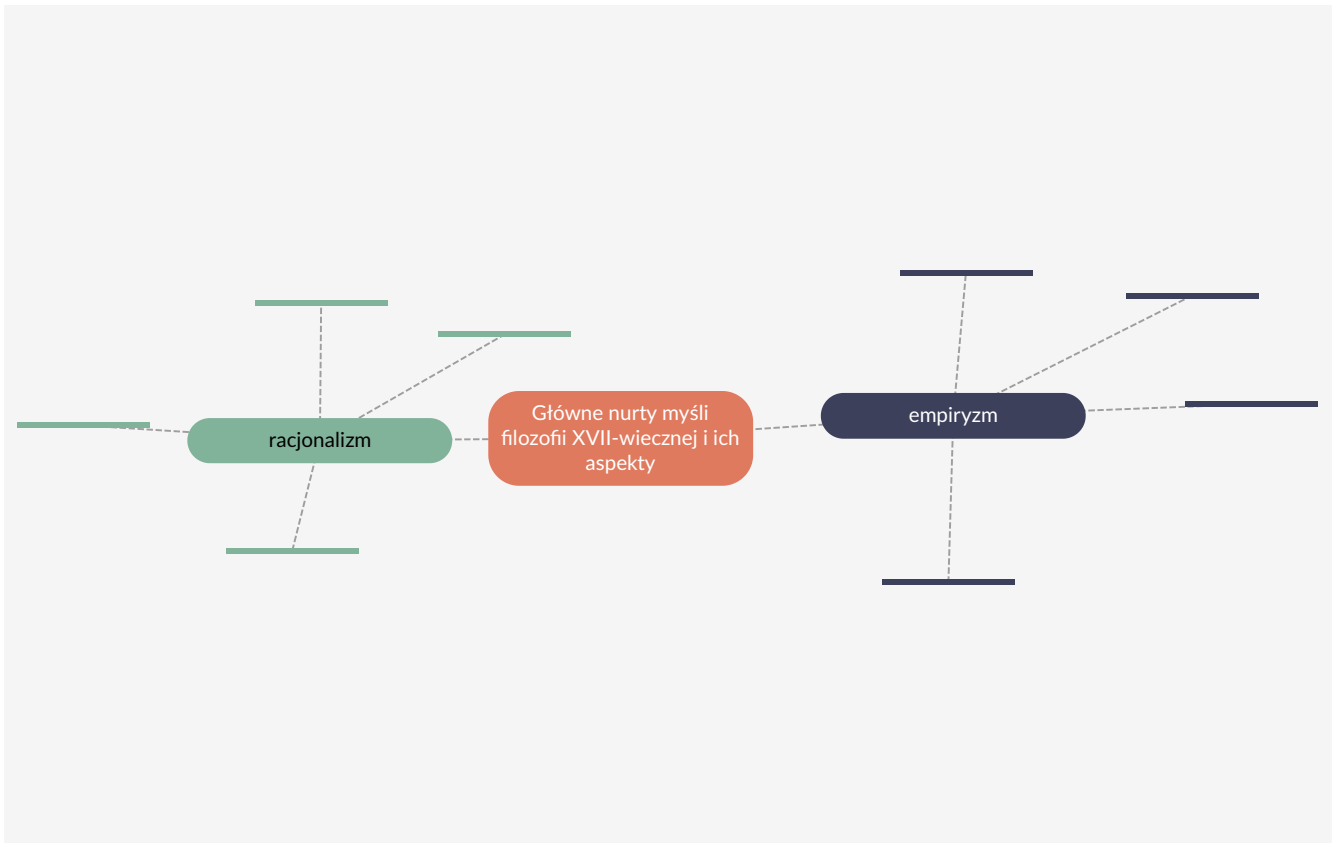 racjonalizm
Główne nurty myśli
filozofii XVII-wiecznej i ich
aspekty
empiryzm